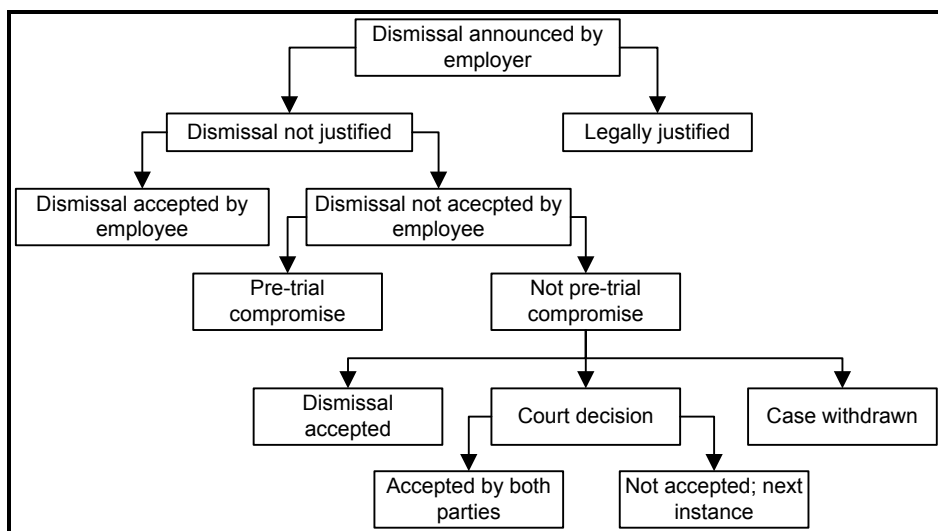 Dismissal announced by
employer
Dismissal not justified
Legally justified
Dismissal accepted by
employee
Dismissal not acecpted by
employee
Pre-trial
compromise
Not pre-trial
compromise
Dismissal
accepted
Court decision
Case withdrawn
Accepted by both
parties
Not accepted; next
instance